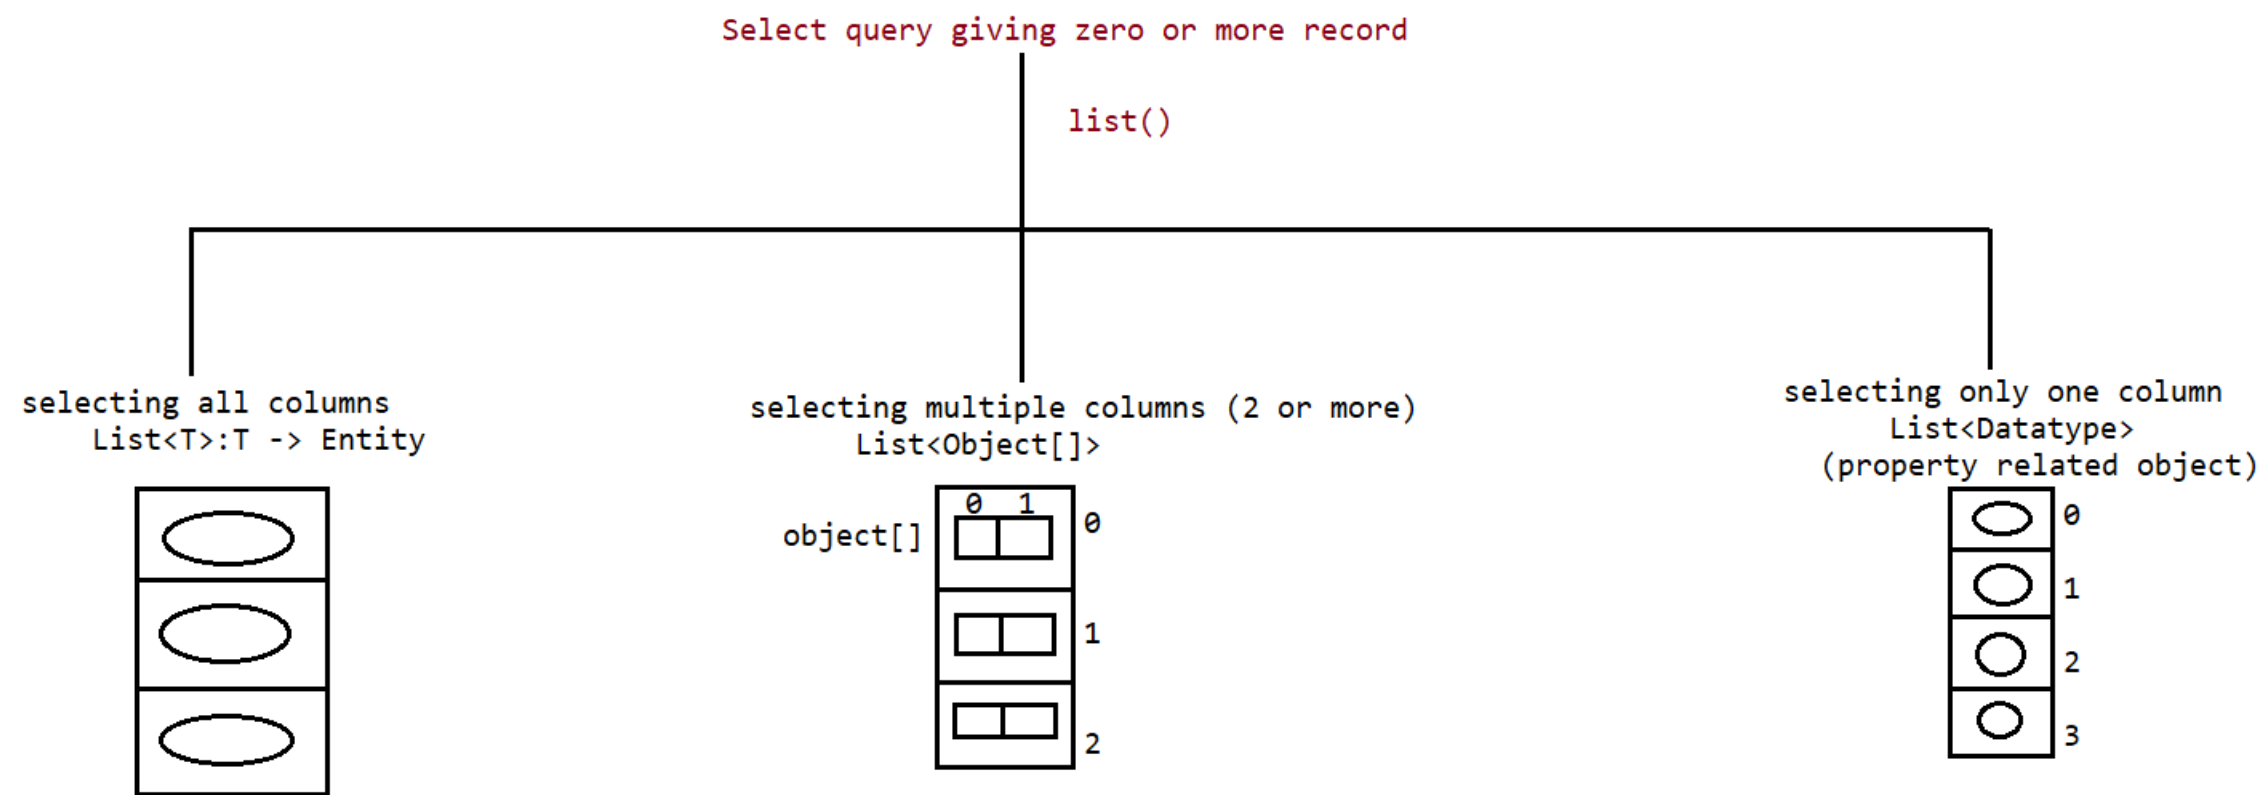 Select query giving zero or more record
list()
selecting all columns
List<T>:T -> Entity
selecting multiple columns (2 or more)
List<Object[]>
object[]
0 1
0
1
2
selecting only one column
List<Datatype>
(property related object)
0
1
2
3